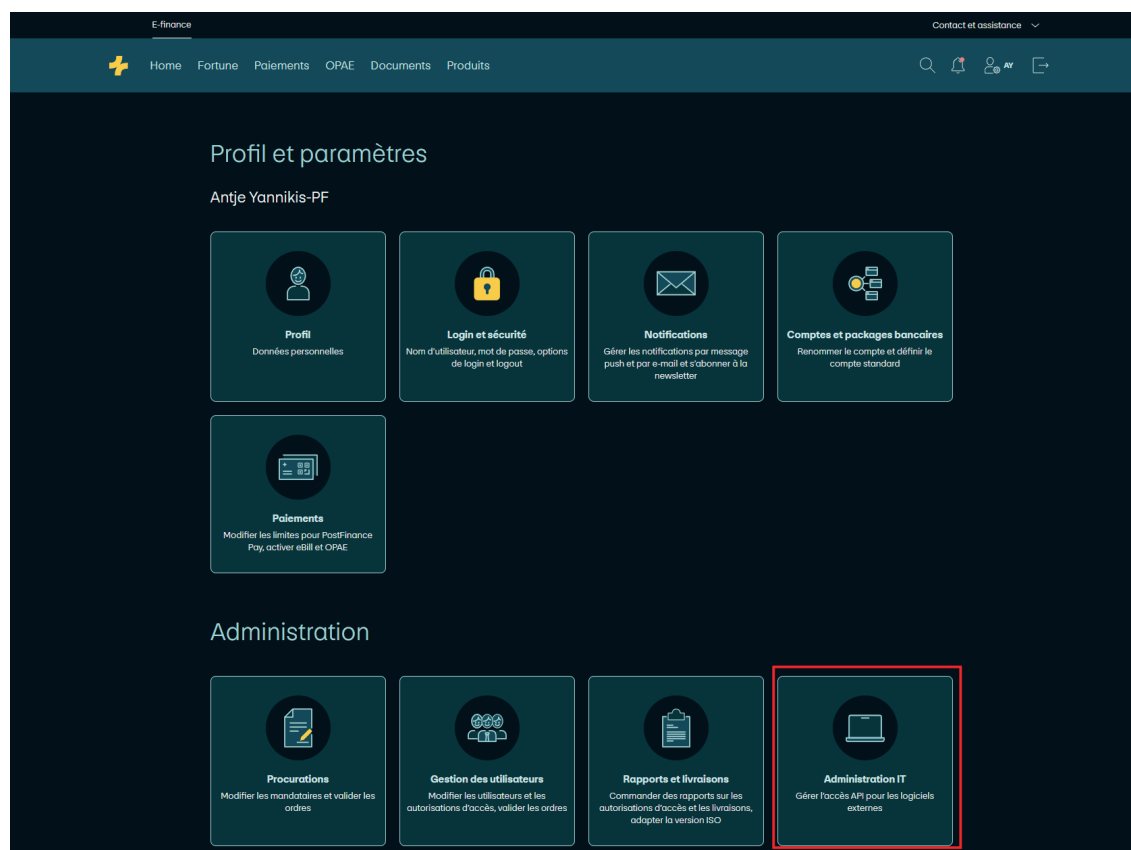 E-finance
Contact et assistance
Home Fortune Paiements OPAE Documents Produits
AY
Profil et paramètres
Antje Yannikis-PF
Profil
Données personnelles
Login et sécurité
Nom d'utilisateur, mot de passe, options
de login et logout
Notifications
Gérer les notifications par message
push et par e-mail et s'abonner à la
newsletter
Comptes et packages bancaires
Renommer le compte et définir le
compte standard
Paiements
Modifier les limites pour PostFinance
Pay, activer eBill et OPAE
Administration
Procurations
Modifier les mandataires et valider les
ordres
Gestion des utilisateurs
Modifier les utilisateurs et les
autorisations d'accès, valider les ordres
Rapports et livraisons
Commander des rapports sur les
autorisations d'accès et les livraisons,
adapter la version ISO
Administration IT
Gérer l'accès API pour les logiciels
externes